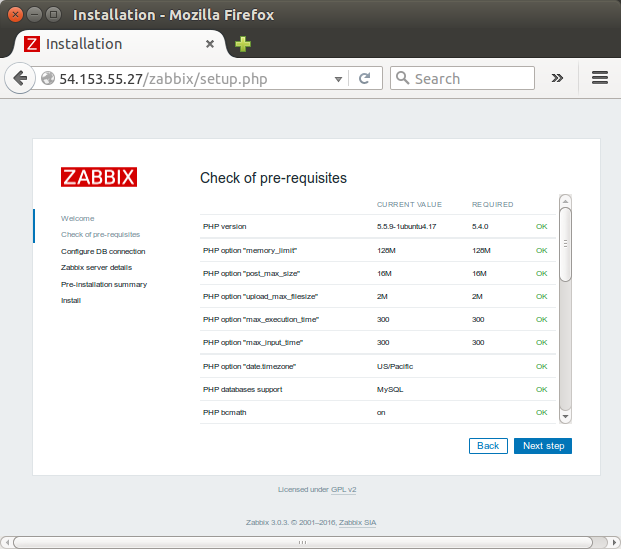 Installation - Mozilla Firefox
Installation
54.153.55.27/zabbix/setup.php
Search
ZABBIX
Check of pre-requisites
CURRENT VALUE REQUIRED
Welcome
Check of pre-requisites
Configure DB connection
Zabbix server details
Pre-installation summary
Install
PHP version 5.5.9-1ubuntu4.17 5.4.0 OK
PHP option "memory_limit" 128M 128M OK
PHP option "post_max_size" 16M 16M OK
PHP option "upload_max_filesize" 2M 2M OK
PHP option "max_execution_time" 300 300 OK
PHP option "max_input_time" 300 300 OK
PHP option "date.timezone" US/Pacific OK
PHP databases support MySQL OK
PHP bcmath on OK
Back Next step
Licensed under GPL v2
Zabbix 3.0.3. © 2001–2016, Zabbix SIA